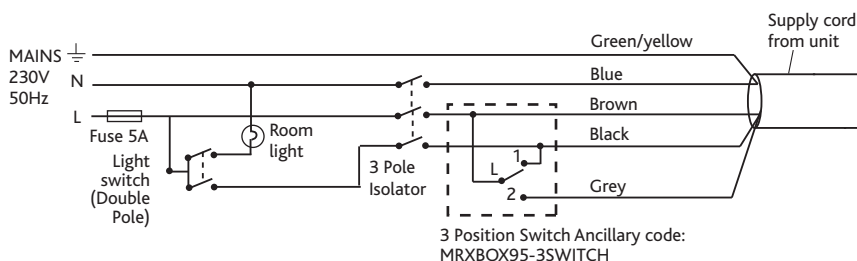 MAINS
230V
50Hz
N
L
Fuse 5A
Light
switch
(Double
Pole)
Room
light
3 Pole
Isolator
Green/yellow
Blue
Brown
Black
Grey
L
1
2
3 Position Switch Ancillary code:
MRXBOX95-3SWITCH
Supply cord
from unit